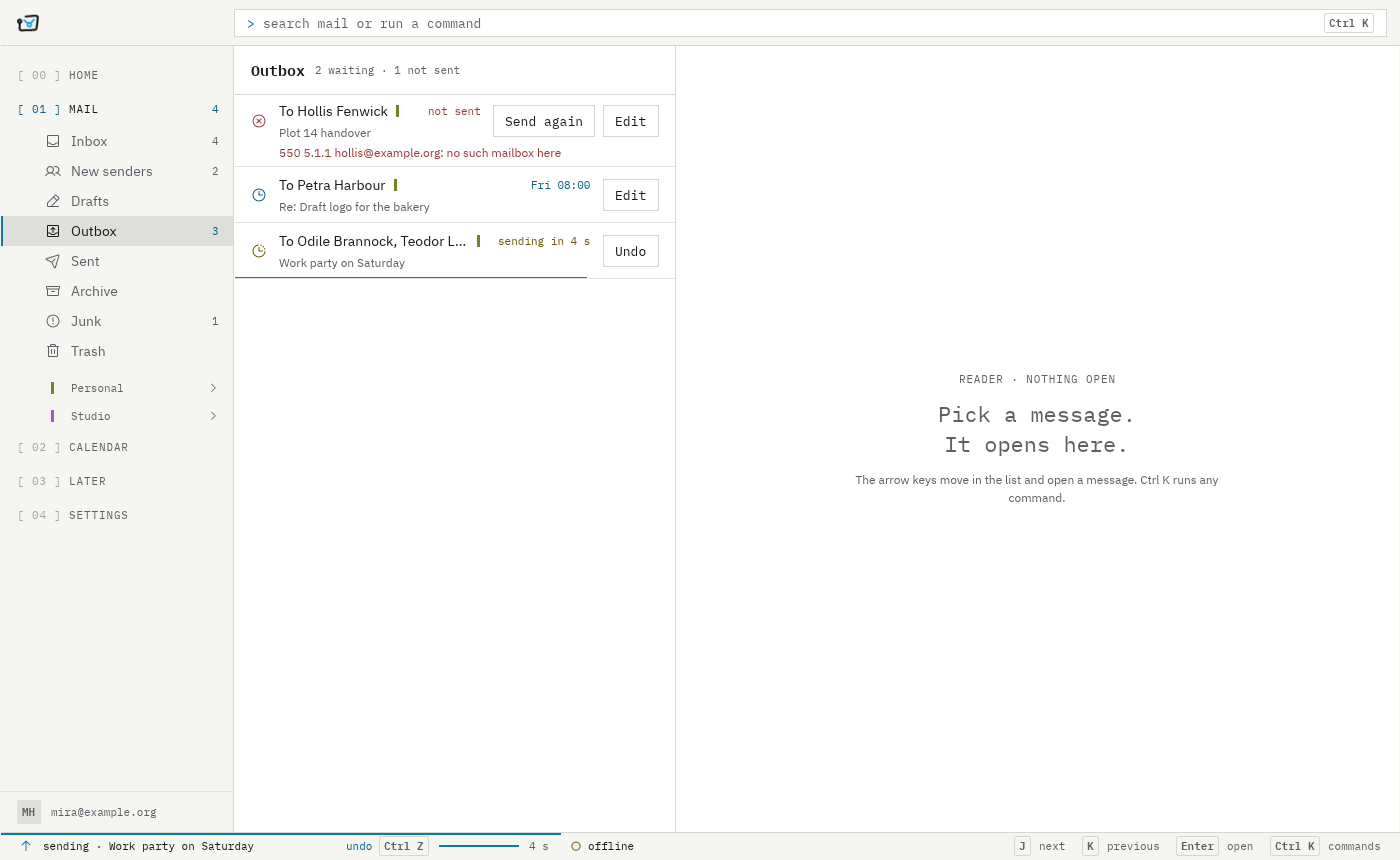 > search mail or run a command
Ctrl K
[ 00 ] HOME
[ 01 ] MAIL 4
Inbox 4
New senders 2
Drafts
Outbox 3
Sent
Archive
Junk 1
Trash
Personal
Studio
[ 02 ] CALENDAR
[ 03 ] LATER
[ 04 ] SETTINGS
MH mira@example.org
Outbox 2 waiting · 1 not sent
To Hollis Fenwick not sent Send again Edit
Plot 14 handover
550 5.1.1 hollis@example.org: no such mailbox here
To Petra Harbour Fri 08:00 Edit
Re: Draft logo for the bakery
To Odile Brannock, Teodor L... sending in 4 s Undo
Work party on Saturday
READER · NOTHING OPEN
Pick a message.
It opens here.
The arrow keys move in the list and open a message. Ctrl K runs any
command.
sending · Work party on Saturday undo Ctrl Z 4 s offline
J next K previous Enter open Ctrl K commands